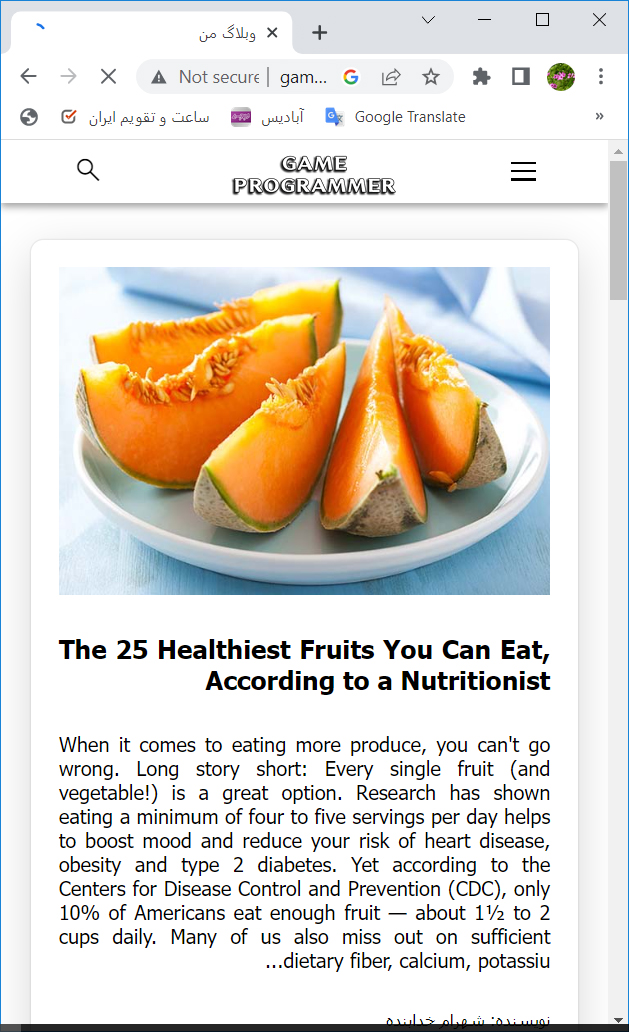 وبلاگ من
Not secure
gam...
ساعت و تقویم ایران
آبادیس
Google Translate
»
GAME
PROGRAMMER
The 25 Healthiest Fruits You Can Eat,
According to a Nutritionist
When it comes to eating more produce, you can't go
wrong. Long story short: Every single fruit (and
vegetable!) is a great option. Research has shown
eating a minimum of four to five servings per day helps
to boost mood and reduce your risk of heart disease,
obesity and type 2 diabetes. Yet according to the
Centers for Disease Control and Prevention (CDC), only
10% of Americans eat enough fruit — about 1½ to 2
cups daily. Many of us also miss out on sufficient
...dietary fiber, calcium, potassiu
نویسنده: شهرام خداینده